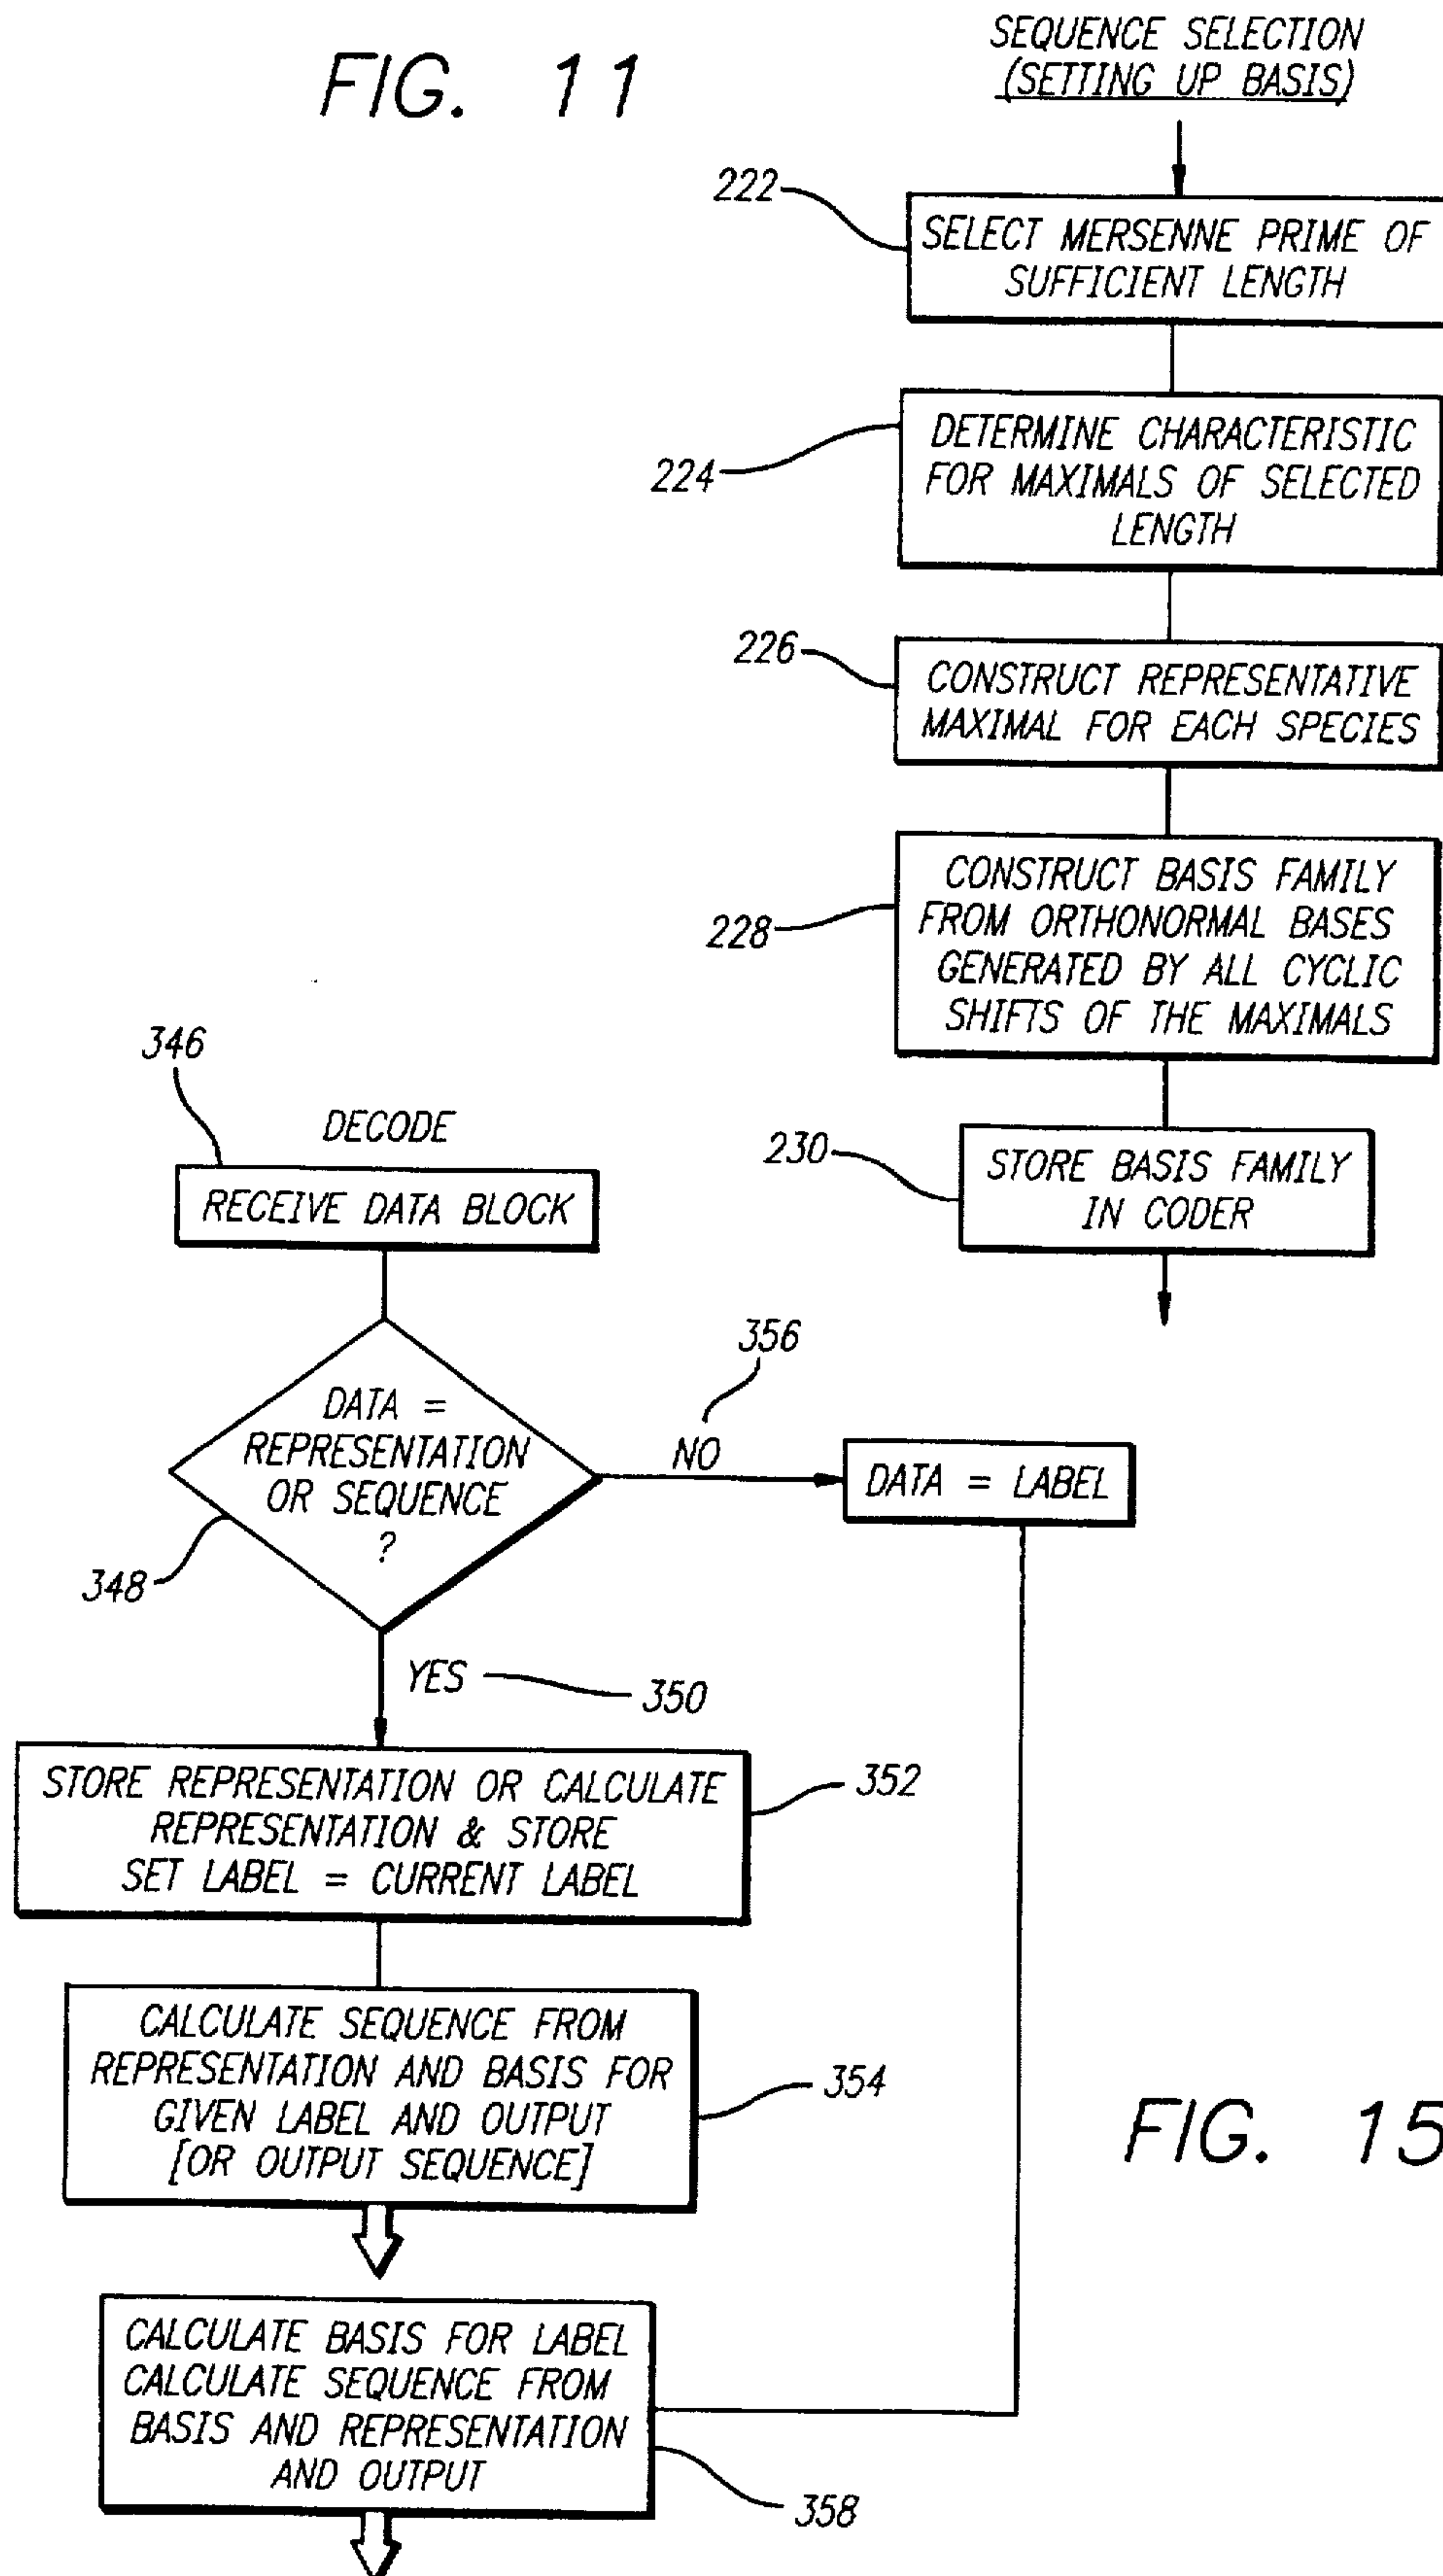 FIG. 11
SEQUENCE SELECTION
(SETTING UP BASIS)
222
SELECT MERSENNE PRIME OF
SUFFICIENT LENGTH
224
DETERMINE CHARACTERISTIC
FOR MAXIMALS OF SELECTED
LENGTH
226
CONSTRUCT REPRESENTATIVE
MAXIMAL FOR EACH SPECIES
228
CONSTRUCT BASIS FAMILY
FROM ORTHONORMAL BASES
GENERATED BY ALL CYCLIC
SHIFTS OF THE MAXIMALS
230
STORE BASIS FAMILY
IN CODER
346
DECODE
RECEIVE DATA BLOCK
DATA =
REPRESENTATION
OR SEQUENCE
?
348
356
NO
DATA = LABEL
YES
350
STORE REPRESENTATION OR CALCULATE
REPRESENTATION & STORE
SET LABEL = CURRENT LABEL
352
CALCULATE SEQUENCE FROM
REPRESENTATION AND BASIS FOR
GIVEN LABEL AND OUTPUT
[OR OUTPUT SEQUENCE]
354
FIG. 15
CALCULATE BASIS FOR LABEL
CALCULATE SEQUENCE FROM
BASIS AND REPRESENTATION
AND OUTPUT
358